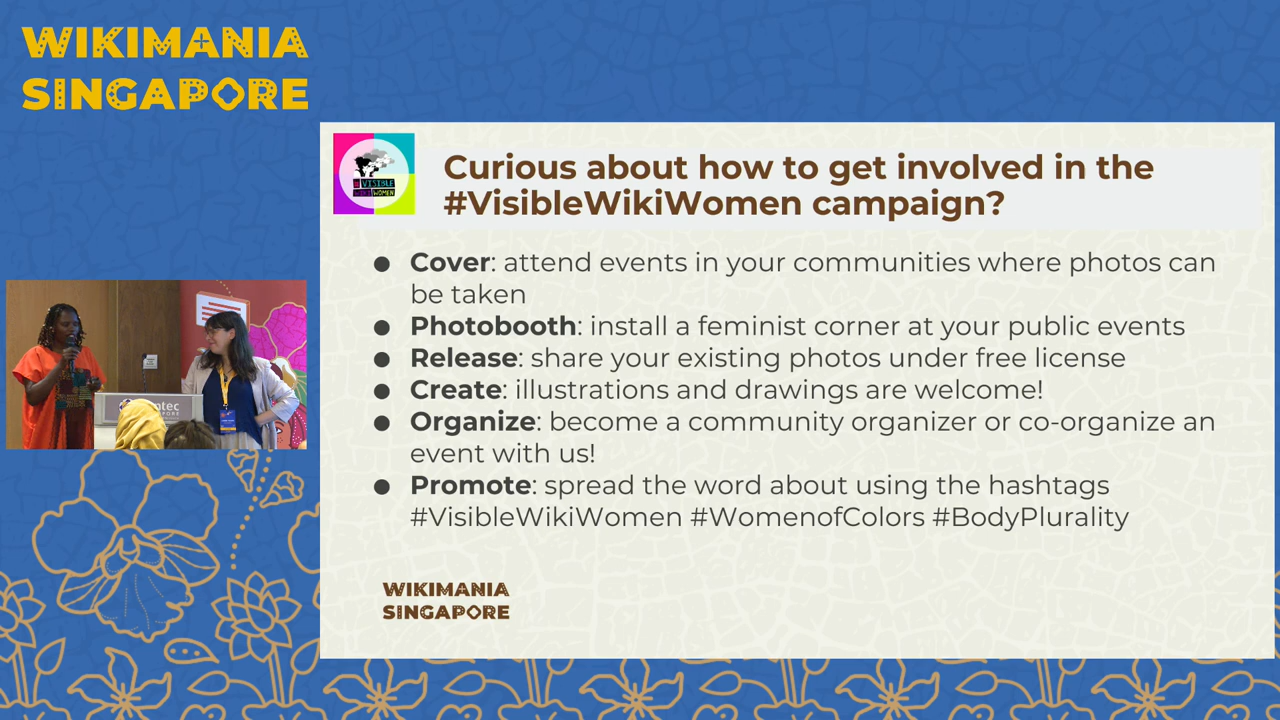 WIKIMANIA
SINGAPORE
#VISIBLE
WIKI WOMEN
Curious about how to get involved in the
#VisibleWikiWomen campaign?
● Cover: attend events in your communities where photos can
be taken
● Photobooth: install a feminist corner at your public events
● Release: share your existing photos under free license
● Create: illustrations and drawings are welcome!
● Organize: become a community organizer or co-organize an
event with us!
● Promote: spread the word about using the hashtags
#VisibleWikiWomen #WomenofColors #BodyPlurality
WIKIMANIA
SINGAPORE